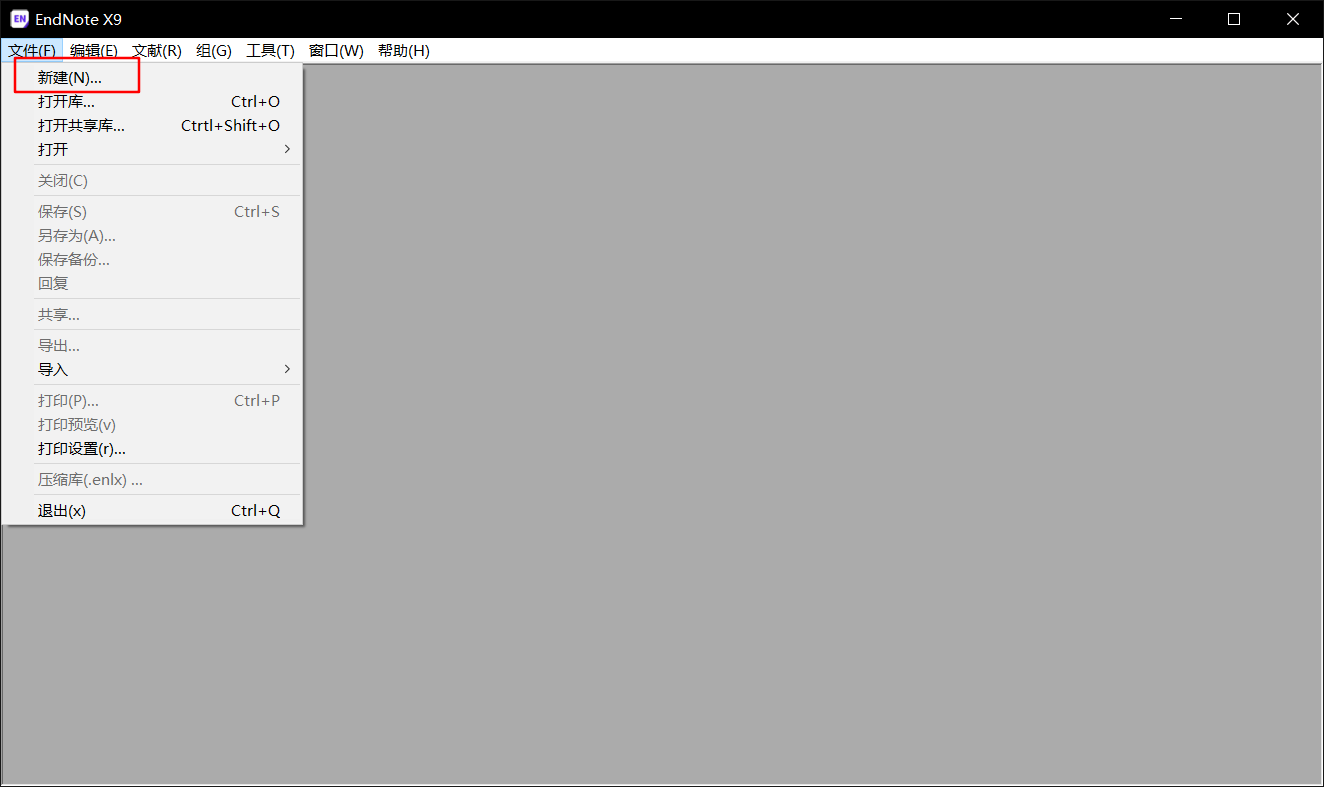 EN EndNote X9
文件(F) 编辑(E) 文献(R) 组(G) 工具(T) 窗口(W) 帮助(H)
新建(N)...
打开库... Ctrl+O
打开共享库... Ctrtl+Shift+O
打开
关闭(C)
保存(S) Ctrl+S
另存为(A)...
保存备份...
回复
共享...
导出...
导入
打印(P)... Ctrl+P
打印预览(v)
打印设置(r)...
压缩库(.enlx) ...
退出(x) Ctrl+Q